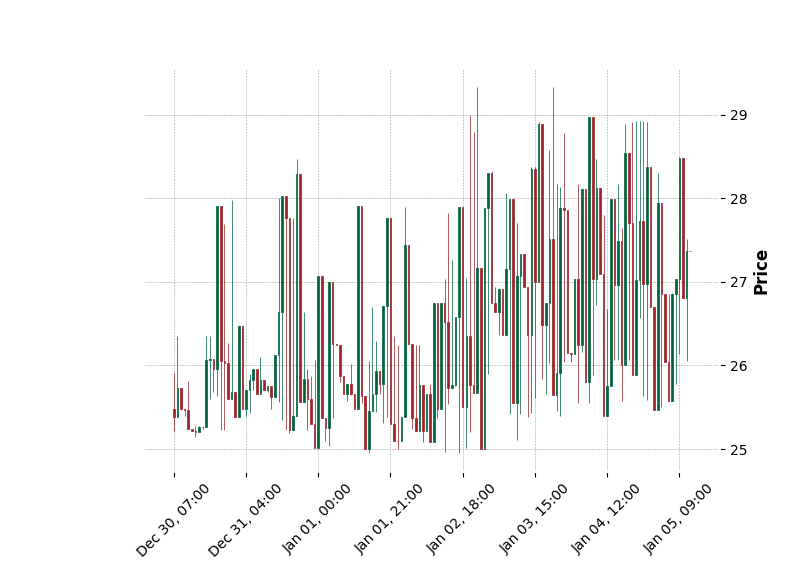 29
28
27
26
25
Price
Dec 30, 07:00
Dec 31, 04:00
Jan 01, 00:00
Jan 01, 21:00
Jan 02, 18:00
Jan 03, 15:00
Jan 04, 12:00
Jan 05, 09:00